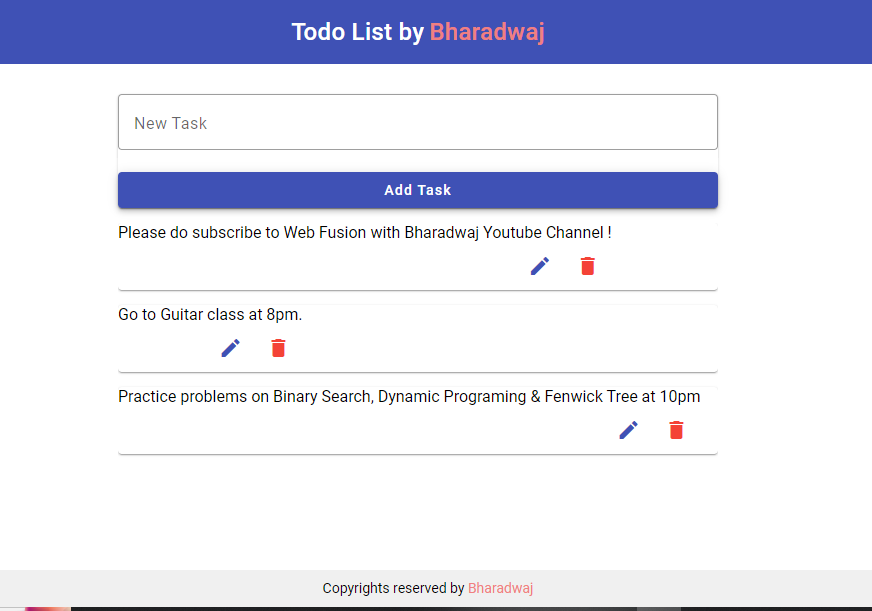 Todo List by Bharadwaj
New Task
Add Task
Please do subscribe to Web Fusion with Bharadwaj Youtube Channel !
Go to Guitar class at 8pm.
Practice problems on Binary Search, Dynamic Programing & Fenwick Tree at 10pm
Copyrights reserved by Bharadwaj